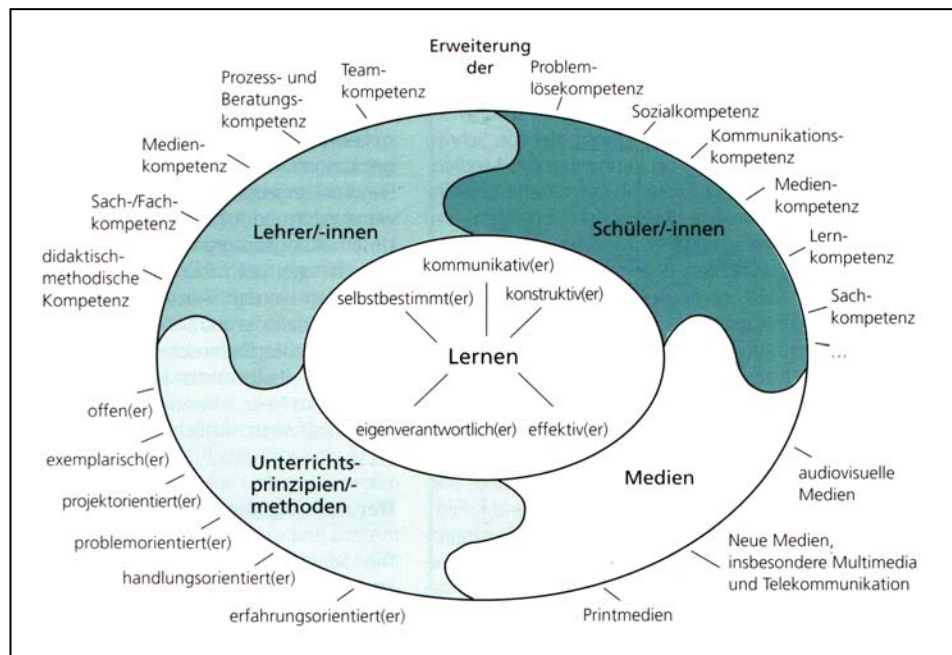 Erweiterung
der
Team-
kompetenz
Prozess- und
Beratungs-
kompetenz
Medien-
kompetenz
Sach-/Fach-
kompetenz
didaktisch-
methodische
Kompetenz
Lehrer/-innen
Problem-
lösekompetenz
Sozialkompetenz
Kommunikations-
kompetenz
Medien-
kompetenz
Lern-
kompetenz
Sach-
kompetenz
...
Schüler/-innen
kommunikativ(er)
selbstbestimmt(er)
konstruktiv(er)
Lernen
eigenverantwortlich(er)
effektiv(er)
Unterrichts-
prinzipien/-
methoden
offen(er)
exemplarisch(er)
projektorientiert(er)
problemorientiert(er)
handlungsorientiert(er)
erfahrungsorientiert(er)
Medien
audiovisuelle
Medien
Neue Medien,
insbesondere Multimedia
und Telekommunikation
Printmedien